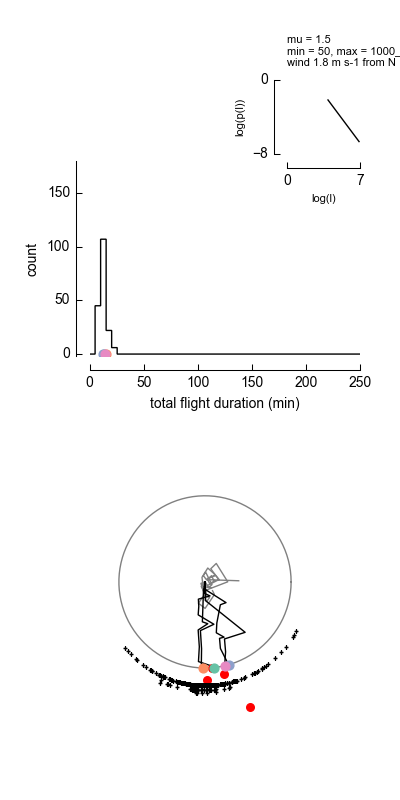 mu = 1.5
min = 50, max = 1000_
wind 1.8 m s-1 from N
0
log(p(l))
−8
0
7
log(l)
150
100
50
0
count
0
50
100
150
200
250
total flight duration (min)